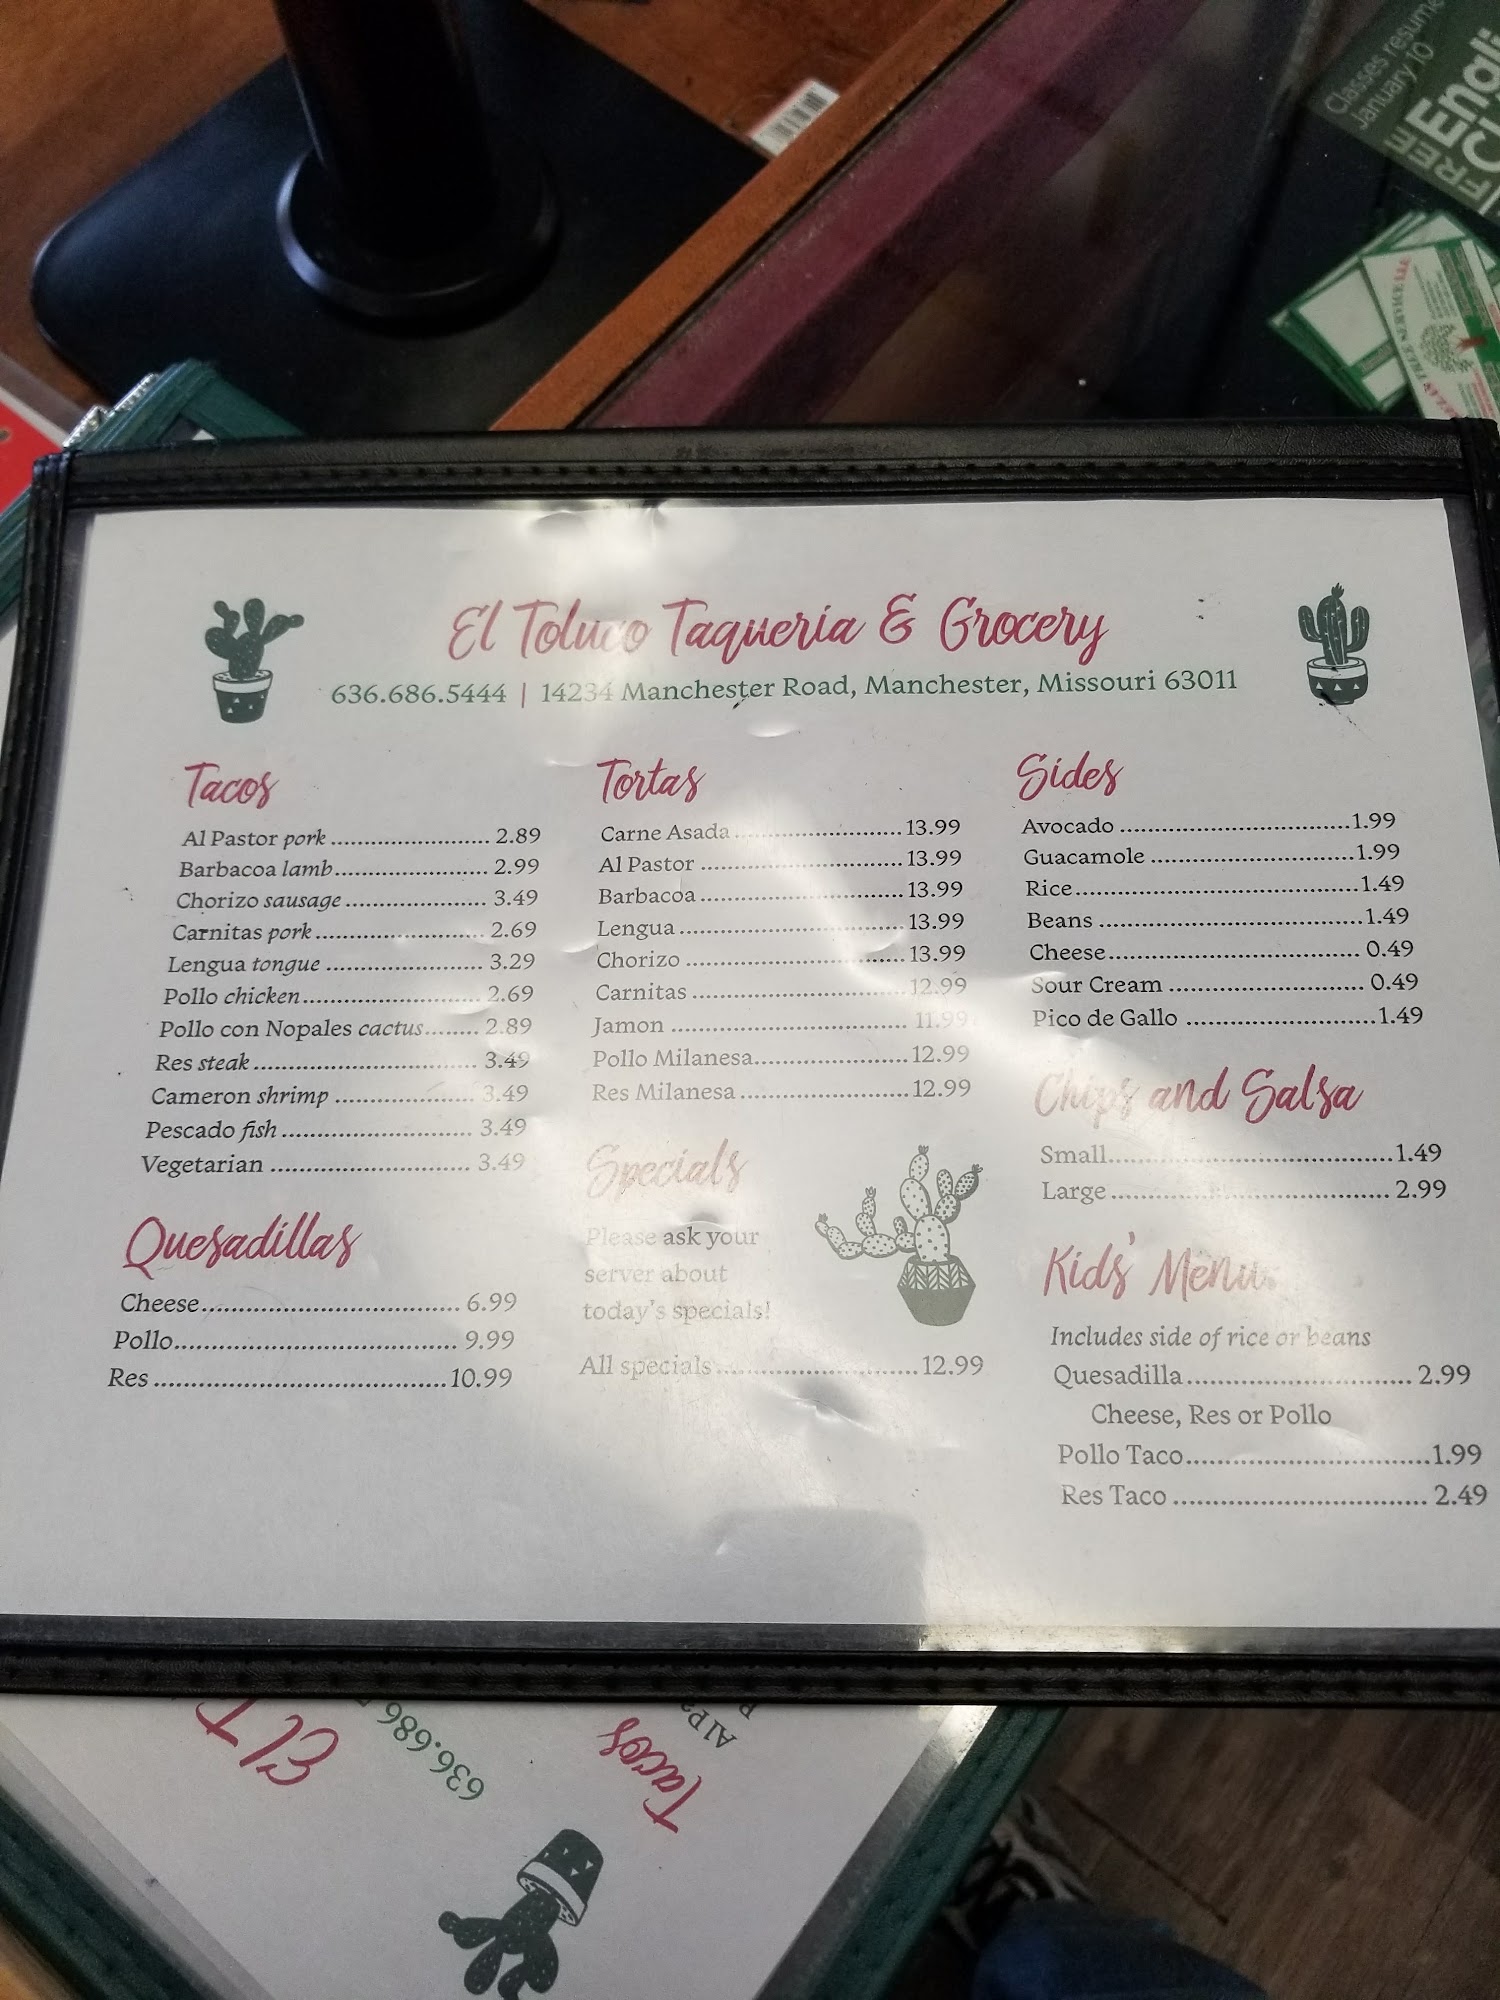 Classes resume
January 10
FREE
El Toluco Taqueria & Grocery
636.686.5444 | 14234 Manchester Road, Manchester, Missouri 63011
Tacos
Al Pastor pork 2.89
Barbacoa lamb 2.99
Chorizo sausage 3.49
Carnitas pork 2.69
Lengua tongue 3.29
Pollo chicken 2.69
Pollo con Nopales cactus 2.89
Res steak 3.49
Cameron shrimp 3.49
Pescado fish 3.49
Vegetarian 3.49
Quesadillas
Cheese 6.99
Pollo 9.99
Res 10.99
Tortas
Carne Asada 13.99
Al Pastor 13.99
Barbacoa 13.99
Lengua 13.99
Chorizo 13.99
Carnitas 12.99
Jamon 11.99
Pollo Milanesa 12.99
Res Milanesa 12.99
Specials
Please ask your
server about
today's specials!
All specials 12.99
Sides
Avocado 1.99
Guacamole 1.99
Rice 1.49
Beans 1.49
Cheese 0.49
Sour Cream 0.49
Pico de Gallo 1.49
Chips and Salsa
Small 1.49
Large 2.99
Kids' Menu
Includes side of rice or beans
Quesadilla 2.99
Cheese, Res or Pollo
Pollo Taco 1.99
Res Taco 2.49
El T
636.686
Tacos
Al P